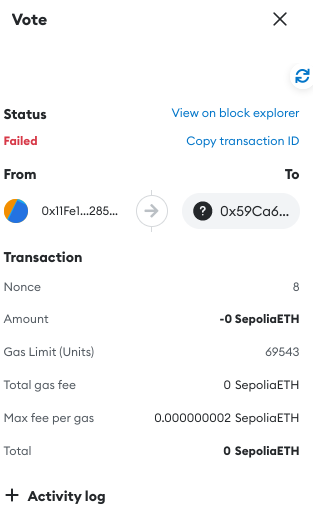 Vote
Status
View on block explorer
Failed
Copy transaction ID
From
To
0x11Fe1...285...
? 0x59Ca6...
Transaction
Nonce 8
Amount -0 SepoliaETH
Gas Limit (Units) 69543
Total gas fee 0 SepoliaETH
Max fee per gas 0.000000002 SepoliaETH
Total 0 SepoliaETH
+ Activity log